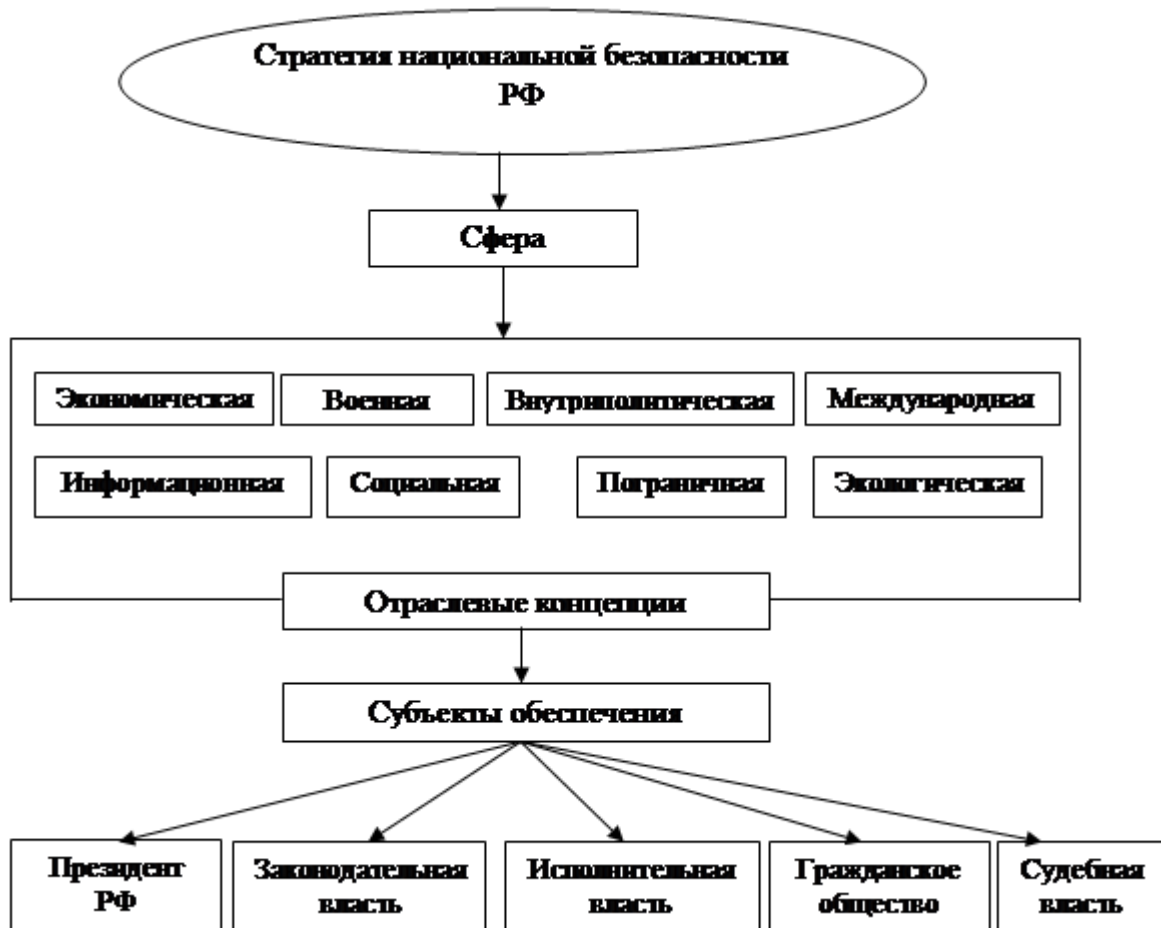 Стратегия национальной безопасности
РФ
Сфера
Экономическая
Военная
Внутриполитическая
Международная
Информационная
Социальная
Пограничная
Экологическая
Отраслевые концепции
Субъекты обеспечения
Президент
РФ
Законодательная
власть
Исполнительная
власть
Гражданское
общество
Судебная
власть